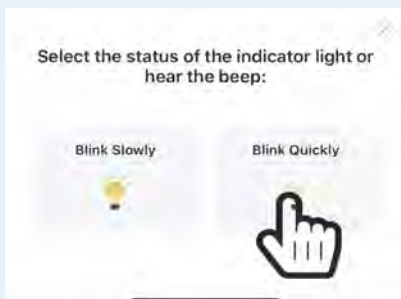 Select the status of the indicator light or
hear the beep:
Blink Slowly
Blink Quickly